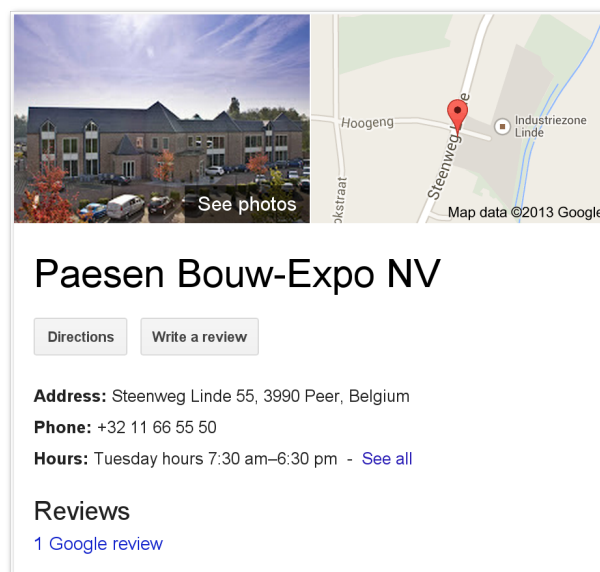 See photos
Hoogeng
Steenweg
Industriezone
Linde
Map data ©2013 Google
Paesen Bouw-Expo NV
Directions
Write a review
Address: Steenweg Linde 55, 3990 Peer, Belgium
Phone: +32 11 66 55 50
Hours: Tuesday hours 7:30 am–6:30 pm - See all
Reviews
1 Google review